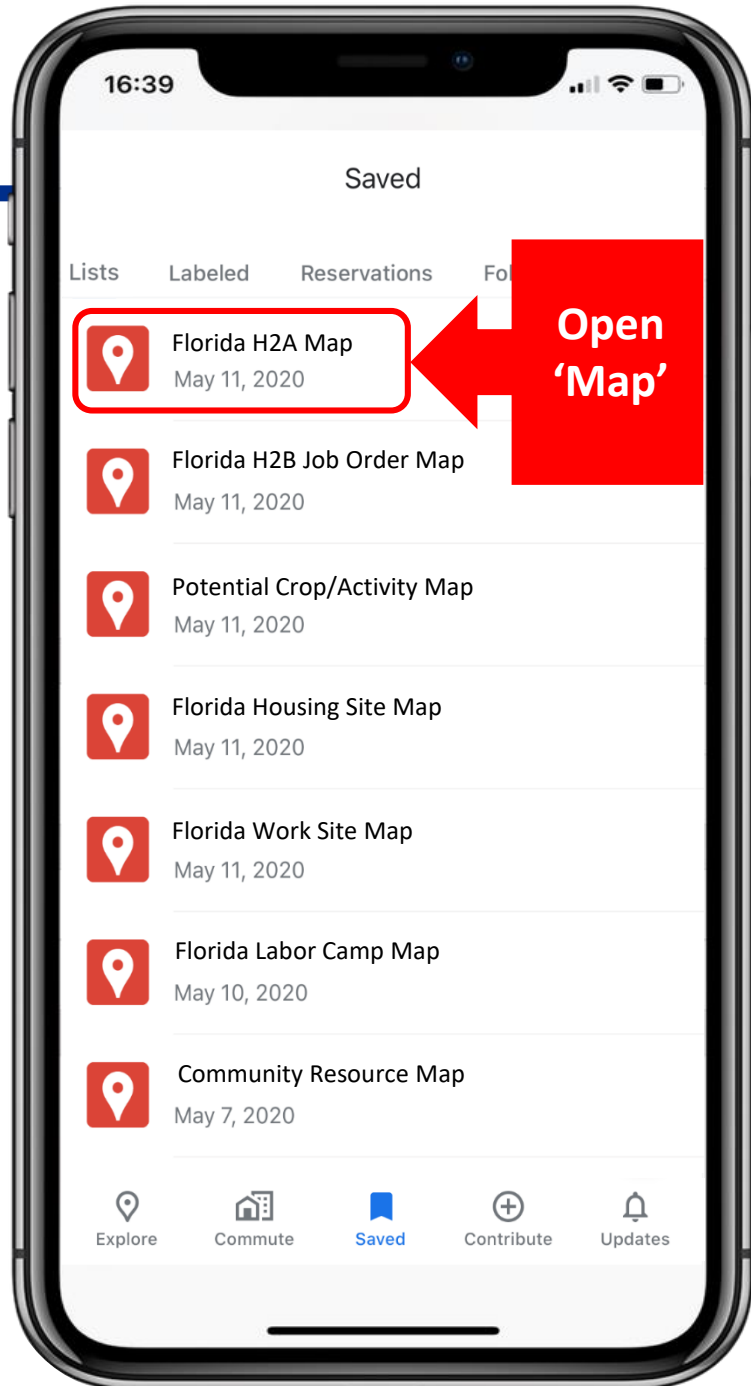 16:39
Saved
Lists Labeled Reservations Fol
Open
‘Map’
Florida H2A Map
May 11, 2020
Florida H2B Job Order Map
May 11, 2020
Potential Crop/Activity Map
May 11, 2020
Florida Housing Site Map
May 11, 2020
Florida Work Site Map
May 11, 2020
Florida Labor Camp Map
May 10, 2020
Community Resource Map
May 7, 2020
Explore Commute Saved Contribute Updates